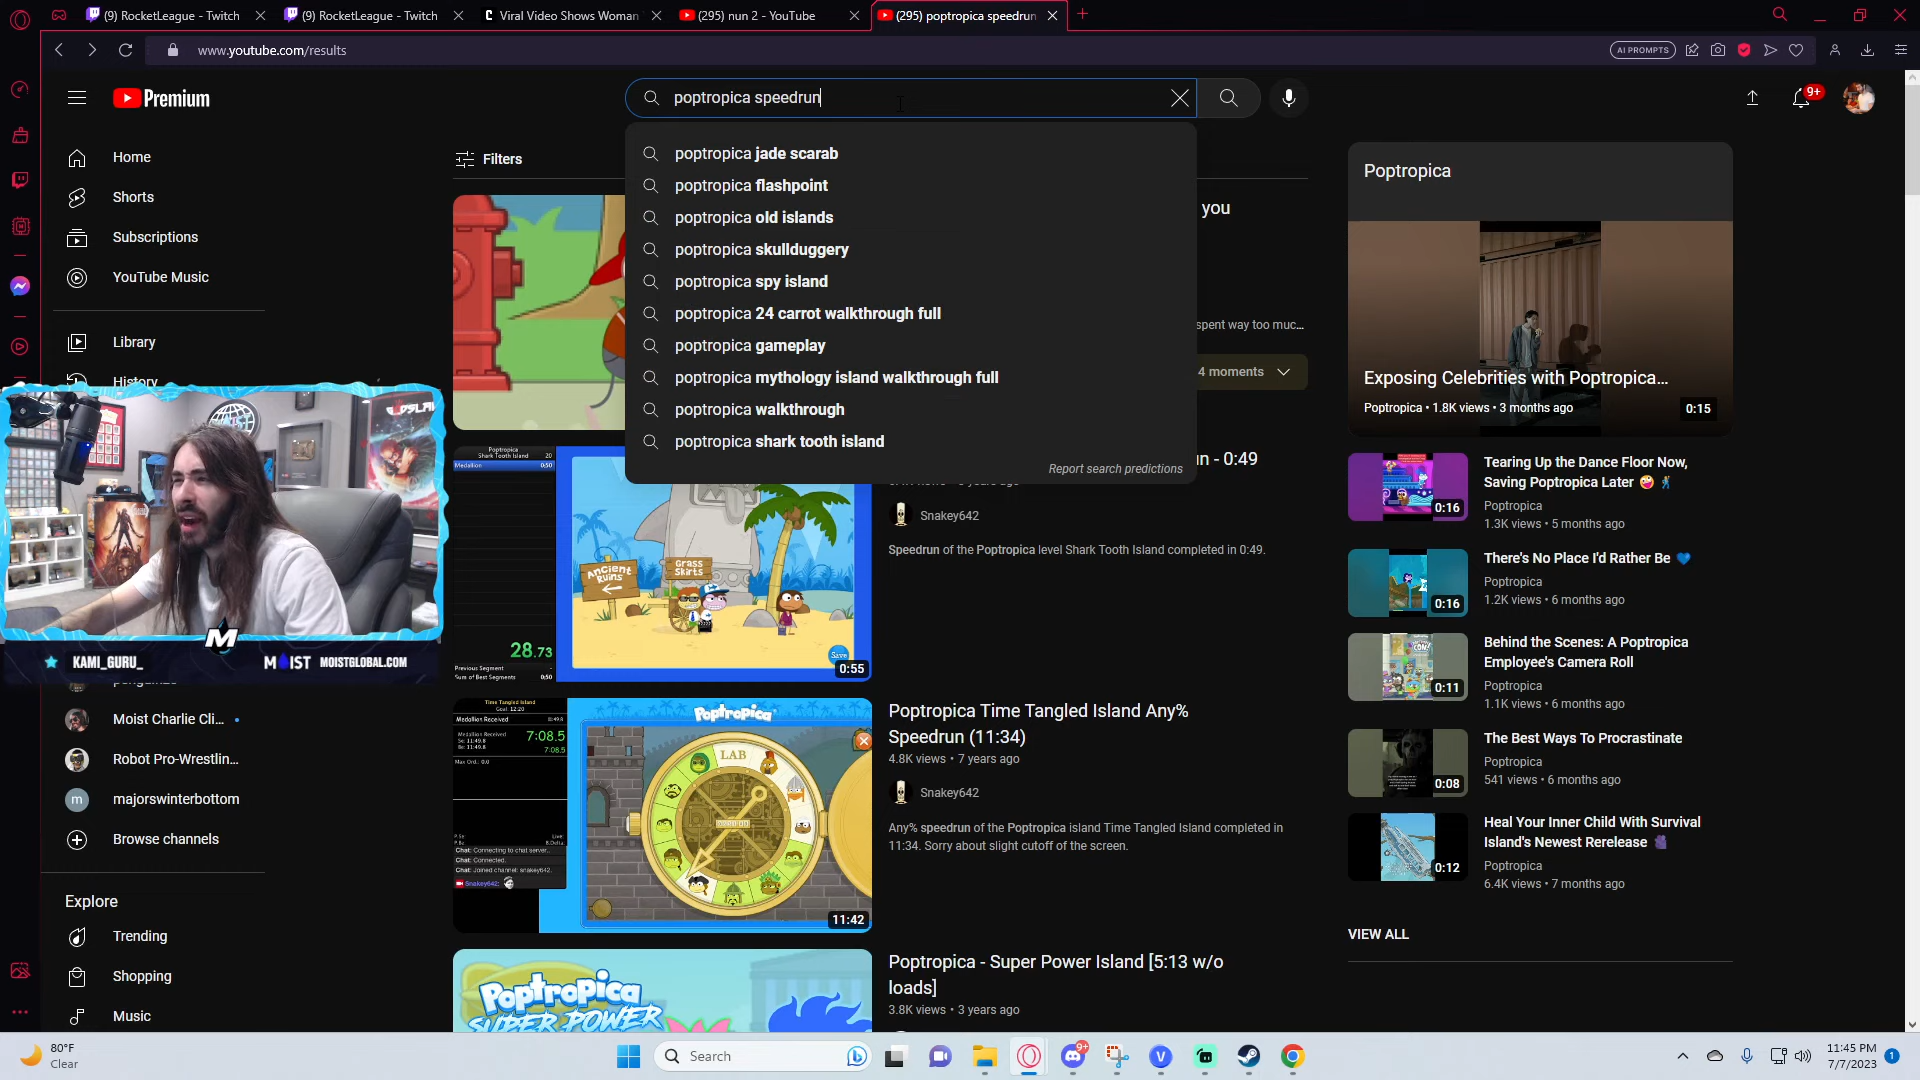 (9) RocketLeague - Twitch
(9) RocketLeague - Twitch
Viral Video Shows Woman
(295) nun 2 - YouTube
(295) poptropica speedrun
www.youtube.com/results
AI PROMPTS
Premium
poptropica speedrun
9+
Home
Shorts
Subscriptions
YouTube Music
Library
History
Filters
poptropica jade scarab
poptropica flashpoint
poptropica old islands
poptropica skullduggery
poptropica spy island
poptropica 24 carrot walkthrough full
poptropica gameplay
poptropica mythology island walkthrough full
poptropica walkthrough
poptropica shark tooth island
Report search predictions
you
spent way too muc...
4 moments
n - 0:49
Snakey642
Speedrun of the Poptropica level Shark Tooth Island completed in 0:49.
Poptropica
Shark Tooth Island 20
Medallion 0:50
28.73
Previous Segment
Sum of Best Segments 0:50
ANCIENT RUINS
GRASS SKIRTS
Save
0:55
Poptropica Time Tangled Island Any%
Speedrun (11:34)
4.8K views • 7 years ago
Snakey642
Any% speedrun of the Poptropica island Time Tangled Island completed in
11:34. Sorry about slight cutoff of the screen.
Time Tangled Island
Goal: 12:20
Medallion Received
7:08.5
Chat: Connecting to chat server..
Chat: Connected.
Chat: Joined channel: snakey642.
Snakey642:
Poptropica
LAB
11:42
Poptropica - Super Power Island [5:13 w/o
loads]
3.8K views • 3 years ago
Poptropica
SUPER POWER
Poptropica
Exposing Celebrities with Poptropica...
Poptropica • 1.8K views • 3 months ago
0:15
Tearing Up the Dance Floor Now,
Saving Poptropica Later
Poptropica
1.3K views • 5 months ago
0:16
There's No Place I'd Rather Be
Poptropica
1.2K views • 6 months ago
0:16
Behind the Scenes: A Poptropica
Employee's Camera Roll
Poptropica
1.1K views • 6 months ago
0:11
The Best Ways To Procrastinate
Poptropica
541 views • 6 months ago
0:08
Heal Your Inner Child With Survival
Island's Newest Rerelease
Poptropica
6.4K views • 7 months ago
0:12
VIEW ALL
KAMI_GURU_
M
MOIST
MOISTGLOBAL.COM
Moist Charlie Cli...
Robot Pro-Wrestlin...
m
majorswinterbottom
Browse channels
Explore
Trending
Shopping
Music
80°F
Clear
Search
9+
11:45 PM
7/7/2023
1